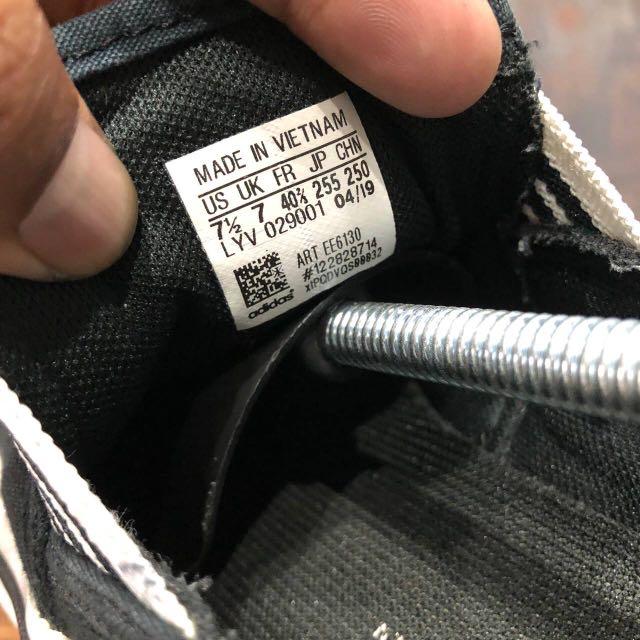 MADE IN VIETNAM
US UK FR JP CHN
7½ 7 40⅔ 255 250
LYV 029001 04/19
ART EE6130
#122828714
adidas